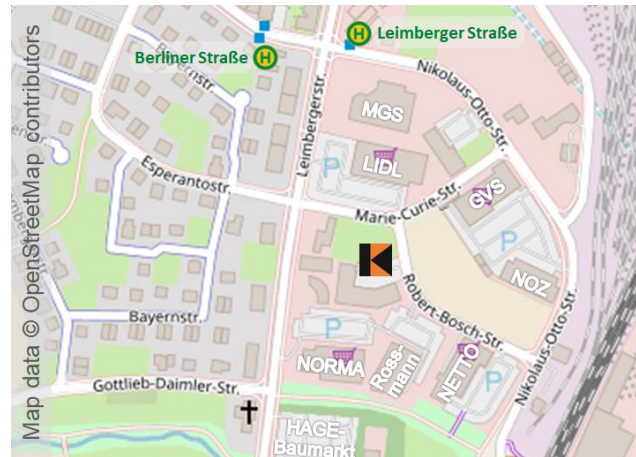 Map data © OpenStreetMap contributors
H Leimberger Straße
Berliner Straße H
Bayernstr.
Leimbergerstr.
Nikolaus-Otto-Str.
MGS
P
LIDL
Esperantostr.
Marie-Curie-Str.
GVS
P
NOZ
Robert-Bosch-Str.
Nikolaus-Otto-Str.
Bayernstr.
P
NORMA
Ross-
mann
NETTO
P
Gottlieb-Daimler-Str.
HAGE-
Baumarkt